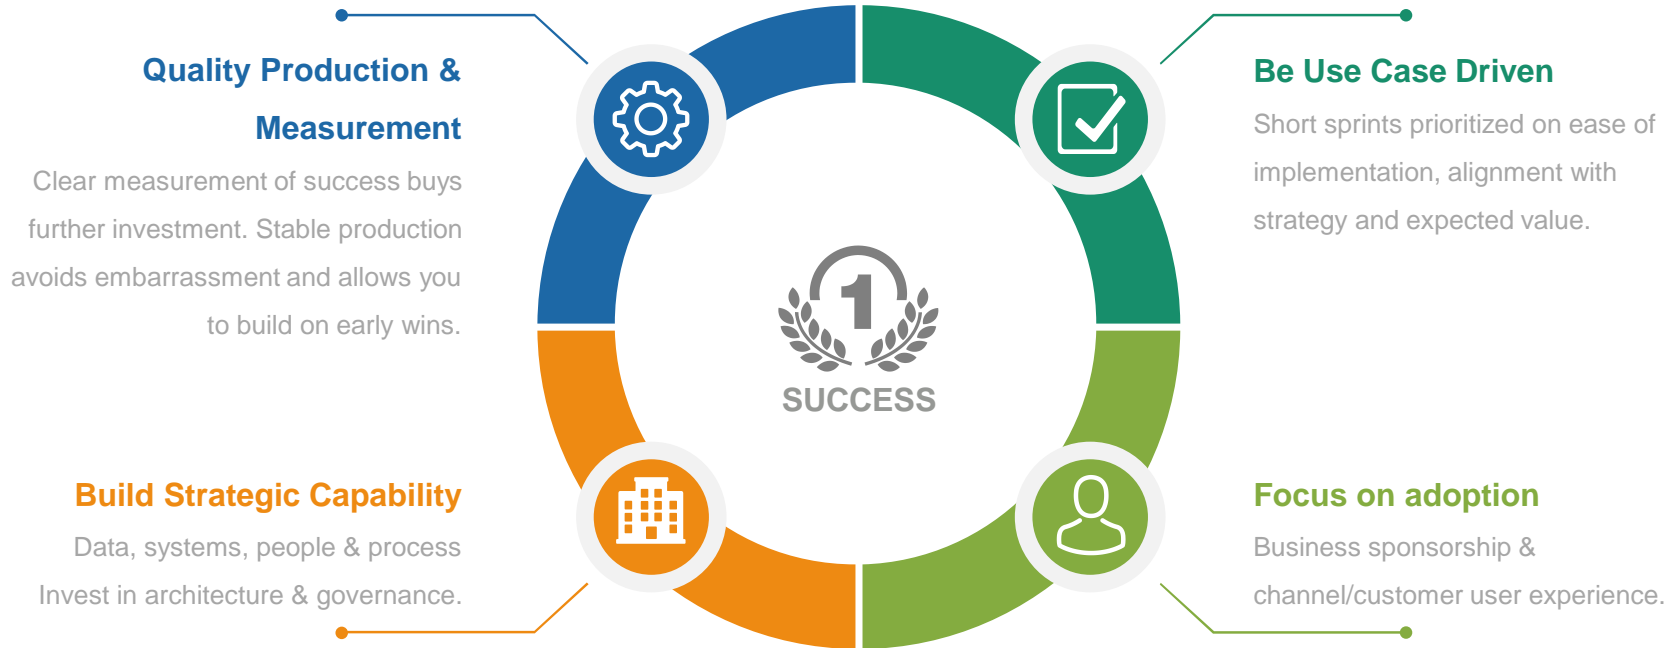 Quality Production &
Measurement
Clear measurement of success buys
further investment. Stable production
avoids embarrassment and allows you
to build on early wins.
Be Use Case Driven
Short sprints prioritized on ease of
implementation, alignment with
strategy and expected value.
1
SUCCESS
Build Strategic Capability
Data, systems, people & process
Invest in architecture & governance.
Focus on adoption
Business sponsorship &
channel/customer user experience.